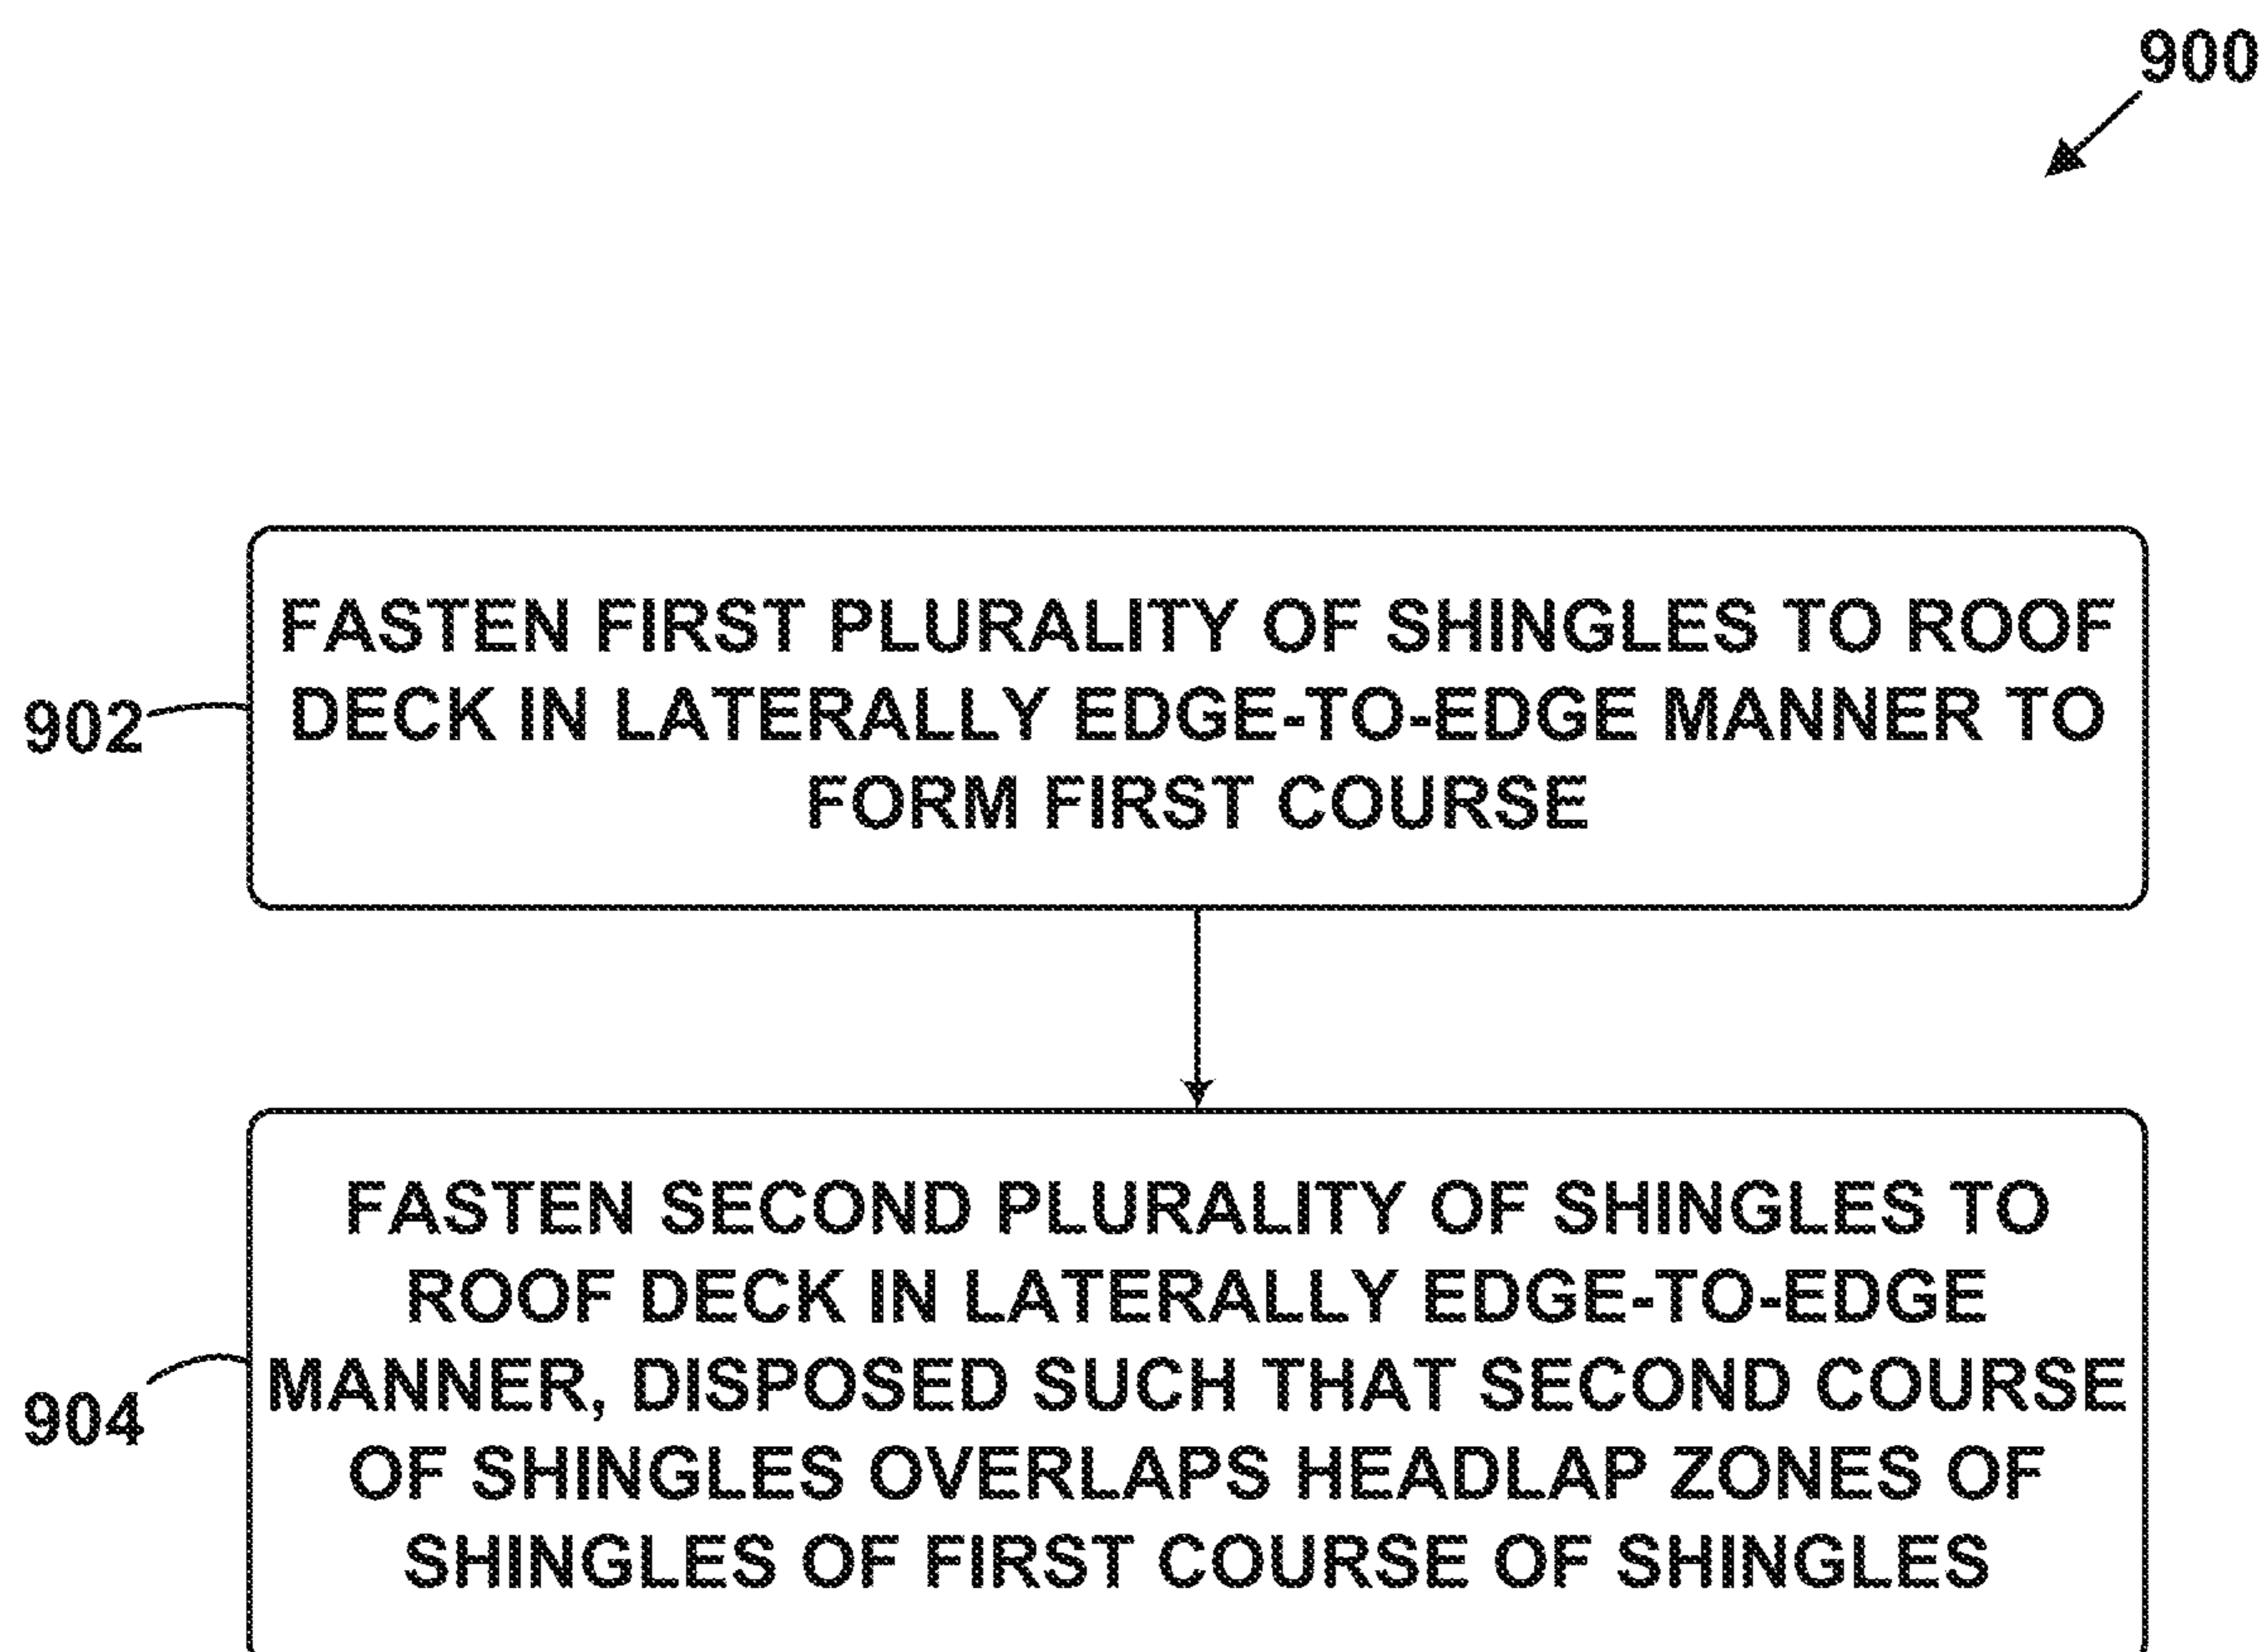 900
902
FASTEN FIRST PLURALITY OF SHINGLES TO ROOF
DECK IN LATERALLY EDGE-TO-EDGE MANNER TO
FORM FIRST COURSE
904
FASTEN SECOND PLURALITY OF SHINGLES TO
ROOF DECK IN LATERALLY EDGE-TO-EDGE
MANNER, DISPOSED SUCH THAT SECOND COURSE
OF SHINGLES OVERLAPS HEADLAP ZONES OF
SHINGLES OF FIRST COURSE OF SHINGLES